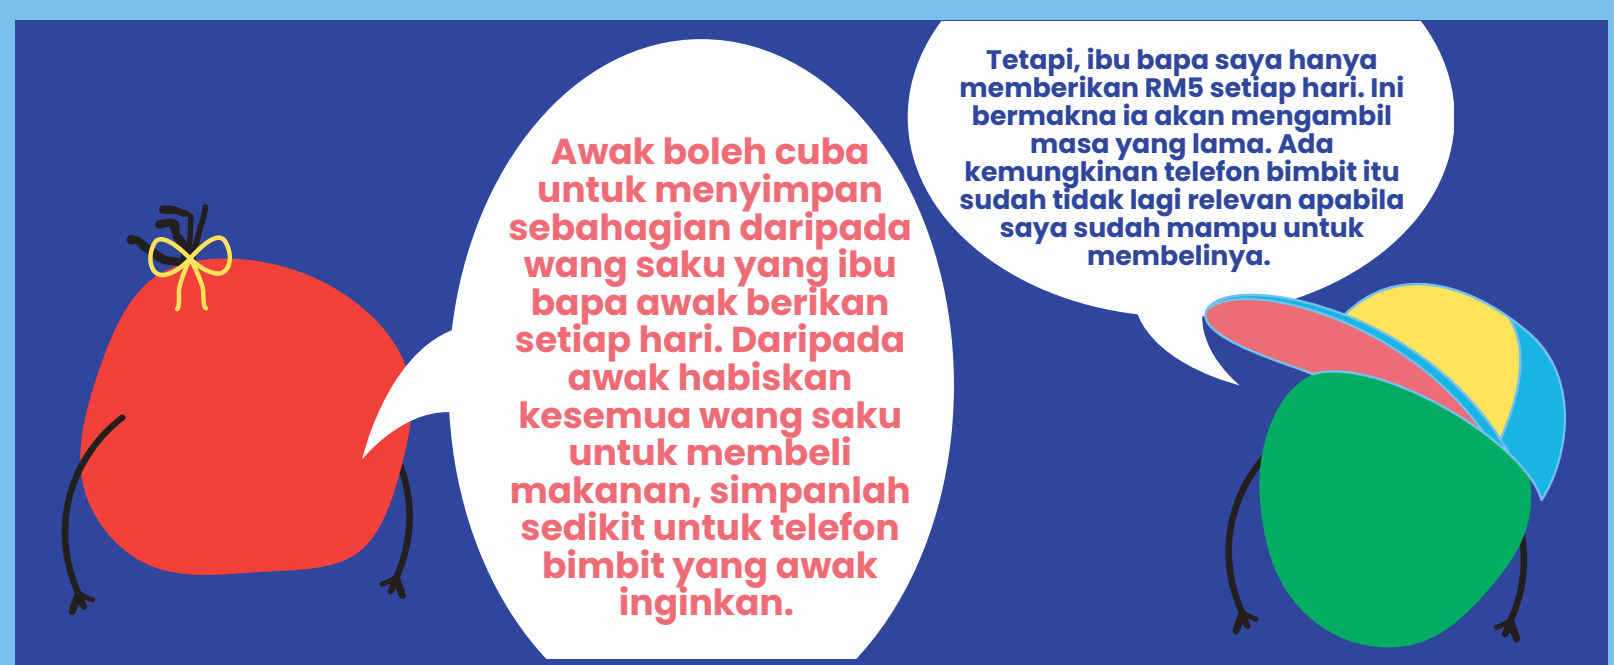 Awak boleh cuba
untuk menyimpan
sebahagian daripada
wang saku yang ibu
bapa awak berikan
setiap hari. Daripada
awak habiskan
kesemua wang saku
untuk membeli
makanan, simpanlah
sedikit untuk telefon
bimbit yang awak
inginkan.
Tetapi, ibu bapa saya hanya
memberikan RM5 setiap hari. Ini
bermakna ia akan mengambil
masa yang lama. Ada
kemungkinan telefon bimbit itu
sudah tidak lagi relevan apabila
saya sudah mampu untuk
membelinya.